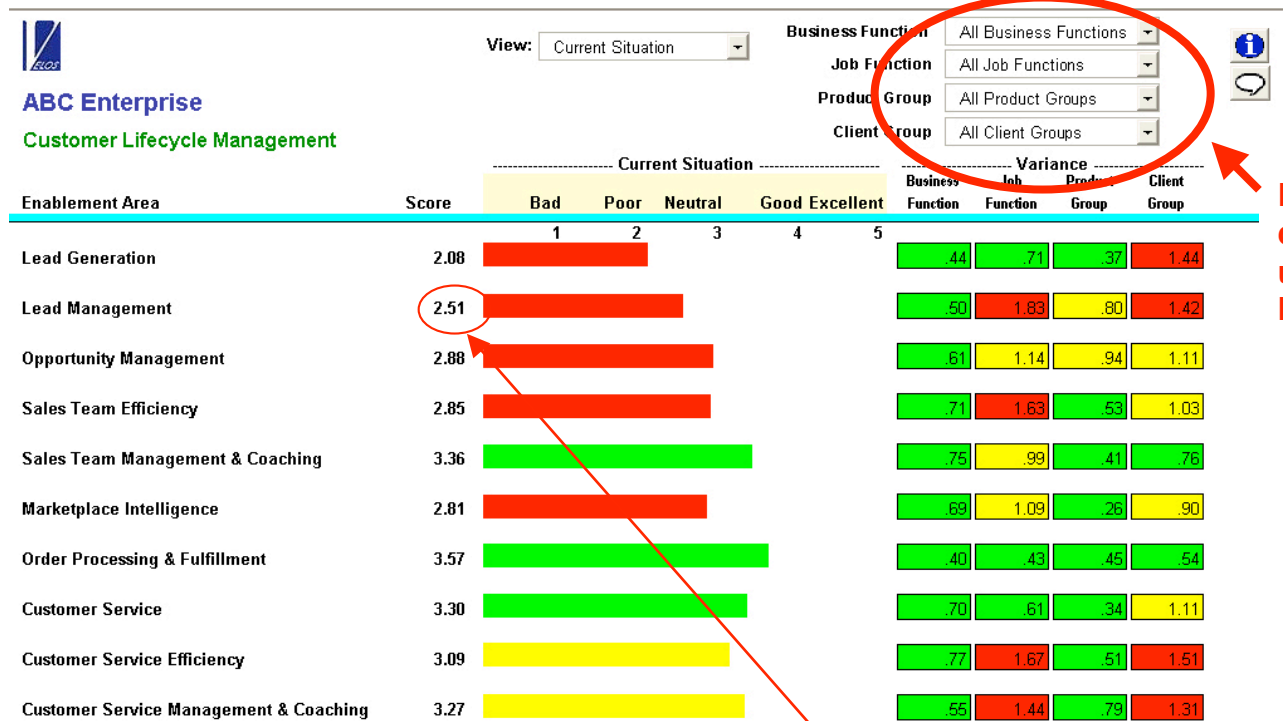 ELOS
View: Current Situation
Business Function All Business Functions
Job Function All Job Functions
Product Group All Product Groups
Client Group All Client Groups
ABC Enterprise
Customer Lifecycle Management
Current Situation Variance
Enablement Area Score Bad Poor Neutral Good Excellent Business Function Job Function Product Group Client Group
1 2 3 4 5
Lead Generation 2.08 .44 .71 .37 1.44
Lead Management 2.51 .50 1.83 .80 1.42
Opportunity Management 2.88 .61 1.14 .94 1.11
Sales Team Efficiency 2.85 .71 1.63 .53 1.03
Sales Team Management & Coaching 3.36 .75 .99 .41 .76
Marketplace Intelligence 2.81 .69 1.09 .26 .90
Order Processing & Fulfillment 3.57 .40 .43 .45 .54
Customer Service 3.30 .70 .61 .34 1.11
Customer Service Efficiency 3.09 .77 1.67 .51 1.51
Customer Service Management & Coaching 3.27 .55 1.44 .79 1.31